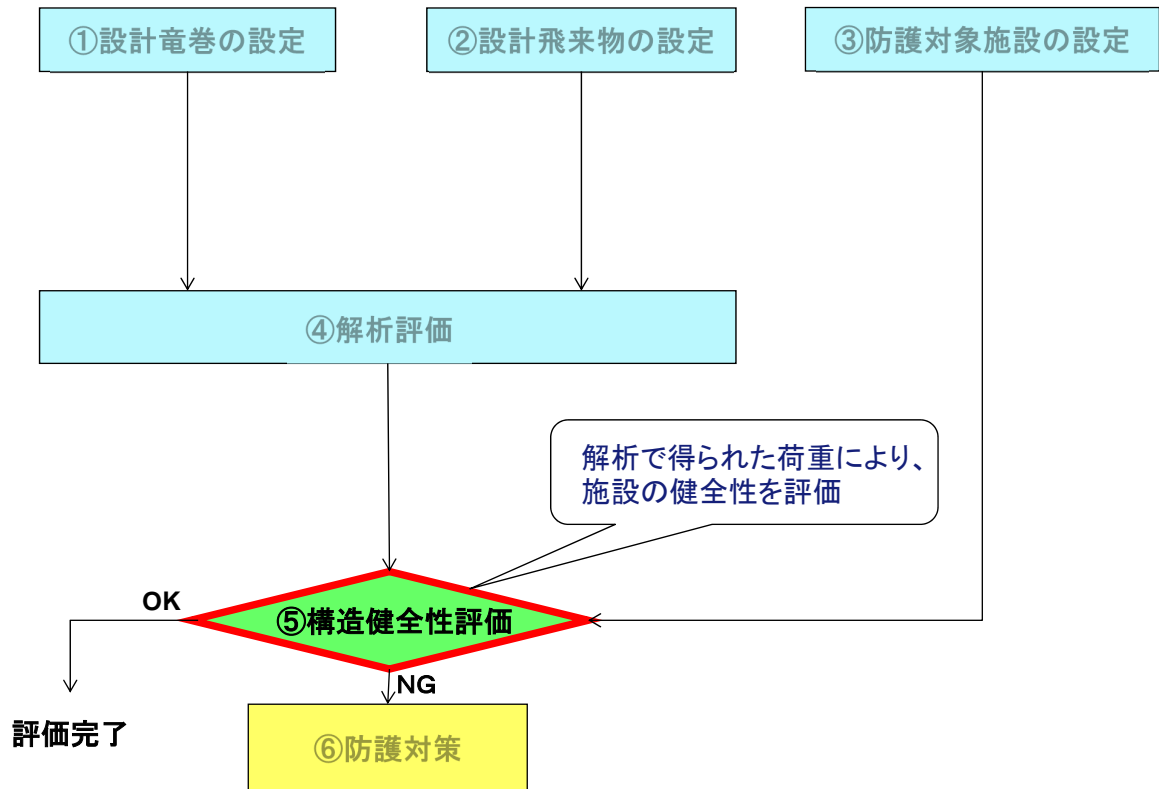 ①設計竜巻の設定
②設計飛来物の設定
③防護対象施設の設定
④解析評価
解析で得られた荷重により、
施設の健全性を評価
OK
⑤構造健全性評価
NG
評価完了
⑥防護対策